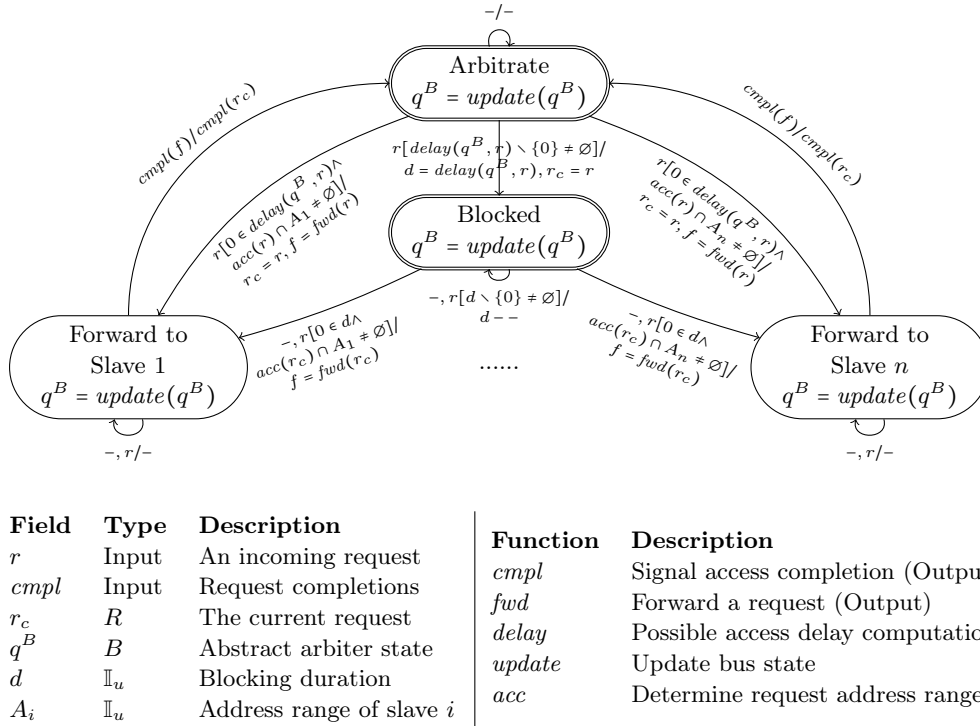 −/−
Arbitrate
q^B = update(q^B)
cmpl(f)/cmpl(r_c)
cmpl(f)/cmpl(r_c)
r[0 ∈ delay(q^B, r)∧
acc(r) ∩ A_1 ≠ ∅]/
r_c = r, f = fwd(r)
r[delay(q^B, r) ∖ {0} ≠ ∅]/
d = delay(q^B, r), r_c = r
r[0 ∈ delay(q^B, r)∧
acc(r) ∩ A_n ≠ ∅]/
r_c = r, f = fwd(r)
Blocked
q^B = update(q^B)
−, r[d ∖ {0} ≠ ∅]/
d − −
−, r[0 ∈ d∧
acc(r_c) ∩ A_1 ≠ ∅]/
f = fwd(r_c)
−, r[0 ∈ d∧
acc(r_c) ∩ A_n ≠ ∅]/
f = fwd(r_c)
Forward to
Slave 1
q^B = update(q^B)
......
Forward to
Slave n
q^B = update(q^B)
−, r/−
−, r/−
Field Type Description
r Input An incoming request
cmpl Input Request completions
r_c R The current request
q^B B Abstract arbiter state
d 𝕀_u Blocking duration
A_i 𝕀_u Address range of slave i
Function Description
cmpl Signal access completion (Outpu
fwd Forward a request (Output)
delay Possible access delay computatio
update Update bus state
acc Determine request address range